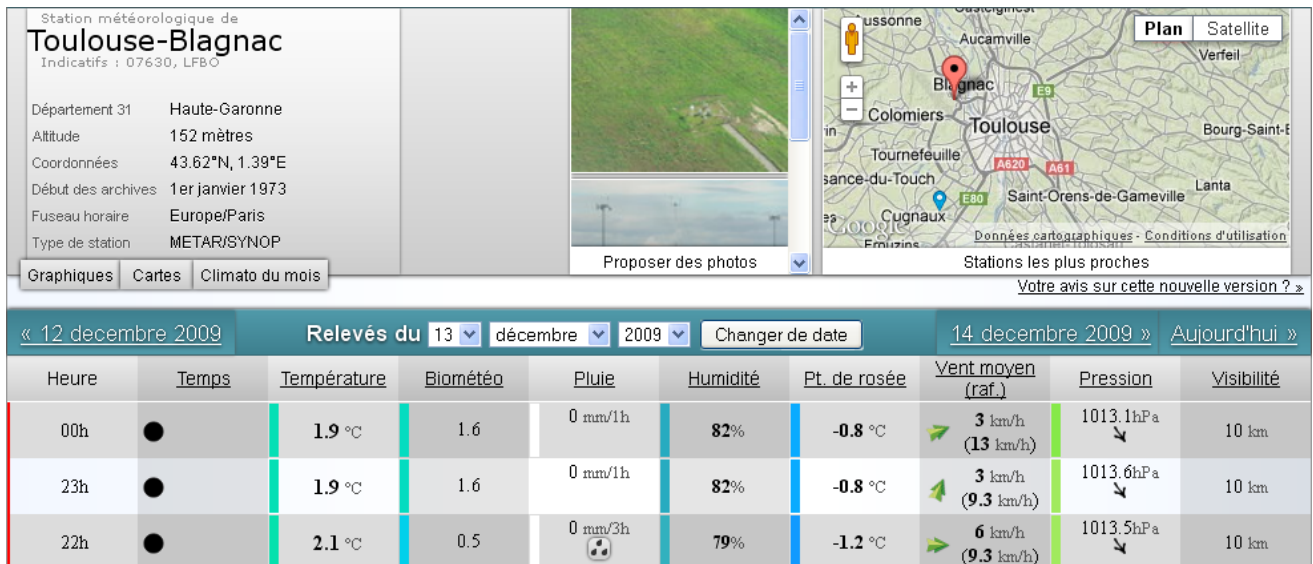 Station météorologique de
Toulouse-Blagnac
Indicatifs : 07630, LFBO
Département 31 Haute-Garonne
Altitude 152 mètres
Coordonnées 43.62°N, 1.39°E
Début des archives 1er janvier 1973
Fuseau horaire Europe/Paris
Type de station METAR/SYNOP
Graphiques Cartes Climato du mois
Proposer des photos
Plan Satellite
Aucamville
Verfeil
Blagnac
E9
Colomiers
Toulouse
Bourg-Saint-
Tournefeuille
A620 A61
sance-du-Touch
Lanta
E80 Saint-Orens-de-Gameville
Cugnaux
Google
Données cartographiques - Conditions d'utilisation
Stations les plus proches
Votre avis sur cette nouvelle version ? »
« 12 decembre 2009 Relevés du 13 décembre 2009 Changer de date 14 decembre 2009 » Aujourd'hui »
Heure Temps Température Biométéo Pluie Humidité Pt. de rosée Vent moyen (raf.) Pression Visibilité
00h 1.9 °C 1.6 0 mm/1h 82% -0.8 °C 3 km/h (13 km/h) 1013.1hPa 10 km
23h 1.9 °C 1.6 0 mm/1h 82% -0.8 °C 3 km/h (9.3 km/h) 1013.6hPa 10 km
22h 2.1 °C 0.5 0 mm/3h 79% -1.2 °C 6 km/h (9.3 km/h) 1013.5hPa 10 km